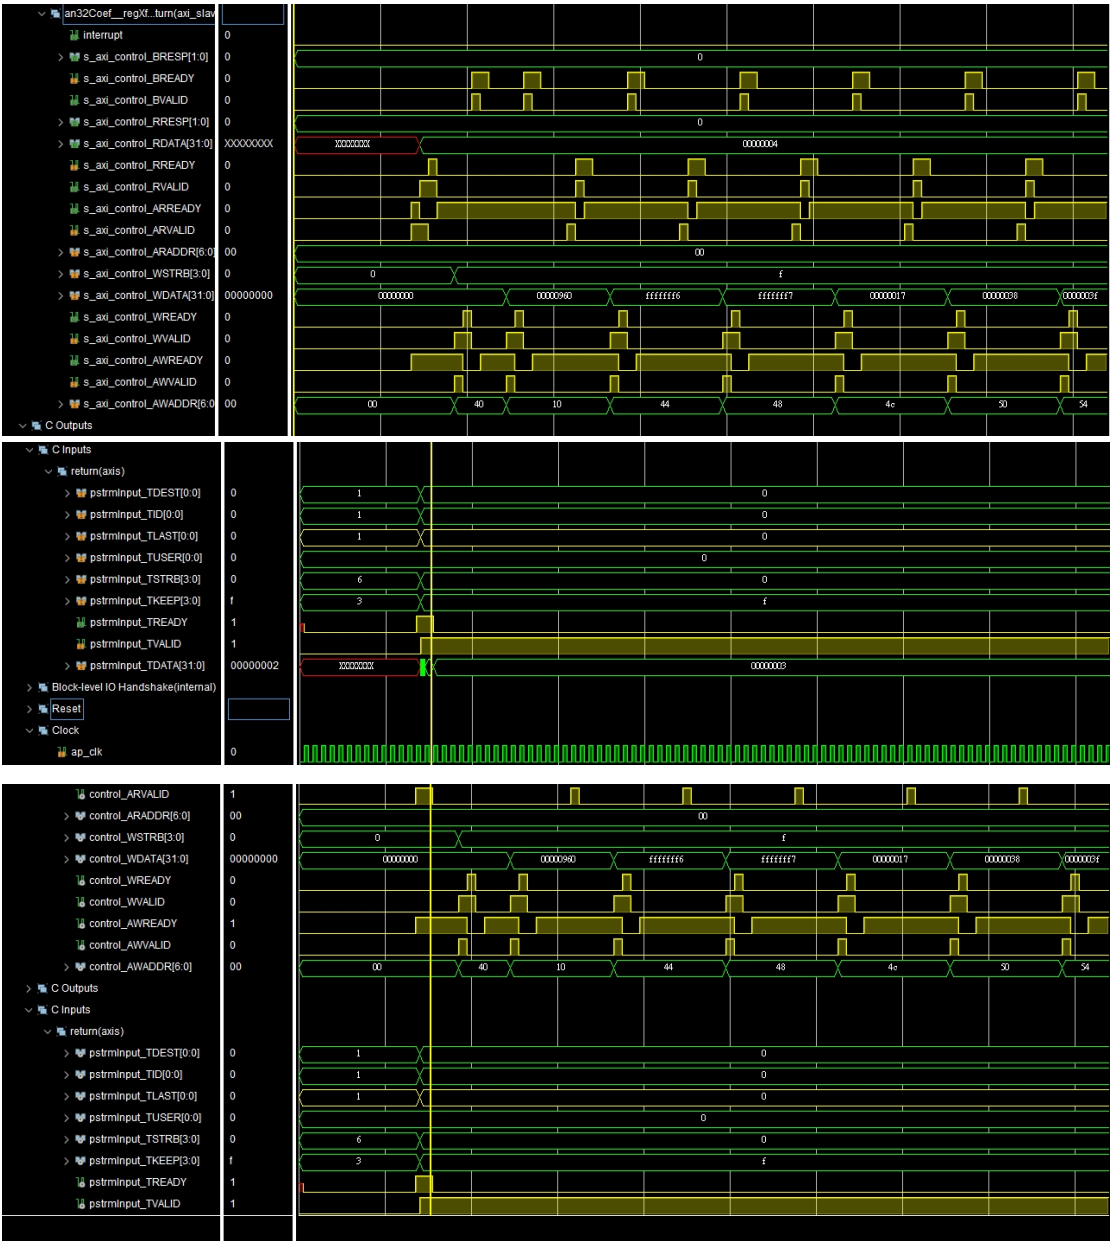 an32Coef__regXf...turn(axi_slav
interrupt 0
s_axi_control_BRESP[1:0] 0 0
s_axi_control_BREADY 0
s_axi_control_BVALID 0
s_axi_control_RRESP[1:0] 0 0
s_axi_control_RDATA[31:0] XXXXXXXX XXXXXXXX 00000004
s_axi_control_RREADY 0
s_axi_control_RVALID 0
s_axi_control_ARREADY 0
s_axi_control_ARVALID 0
s_axi_control_ARADDR[6:0] 00 00
s_axi_control_WSTRB[3:0] 0 0 f
s_axi_control_WDATA[31:0] 00000000 00000000 00000960 fffffff6 fffffff7 00000017 00000038 0000003f
s_axi_control_WREADY 0
s_axi_control_WVALID 0
s_axi_control_AWREADY 0
s_axi_control_AWVALID 0
s_axi_control_AWADDR[6:0 00 00 40 10 44 48 4c 50 54
C Outputs
C Inputs
return(axis)
pstrmInput_TDEST[0:0] 0 1 0
pstrmInput_TID[0:0] 0 1 0
pstrmInput_TLAST[0:0] 0 1 0
pstrmInput_TUSER[0:0] 0 0
pstrmInput_TSTRB[3:0] 0 6 0
pstrmInput_TKEEP[3:0] f 3 f
pstrmInput_TREADY 1
pstrmInput_TVALID 1
pstrmInput_TDATA[31:0] 00000002 XXXXXXXX 00000003
Block-level IO Handshake(internal)
Reset
Clock
ap_clk 0
control_ARVALID 1
control_ARADDR[6:0] 00 00
control_WSTRB[3:0] 0 0 f
control_WDATA[31:0] 00000000 00000000 00000960 fffffff6 fffffff7 00000017 00000038 0000003f
control_WREADY 0
control_WVALID 0
control_AWREADY 1
control_AWVALID 0
control_AWADDR[6:0] 00 00 40 10 44 48 4c 50 54
C Outputs
C Inputs
return(axis)
pstrmInput_TDEST[0:0] 0 1 0
pstrmInput_TID[0:0] 0 1 0
pstrmInput_TLAST[0:0] 0 1 0
pstrmInput_TUSER[0:0] 0 0
pstrmInput_TSTRB[3:0] 0 6 0
pstrmInput_TKEEP[3:0] f 3 f
pstrmInput_TREADY 1
pstrmInput_TVALID 1